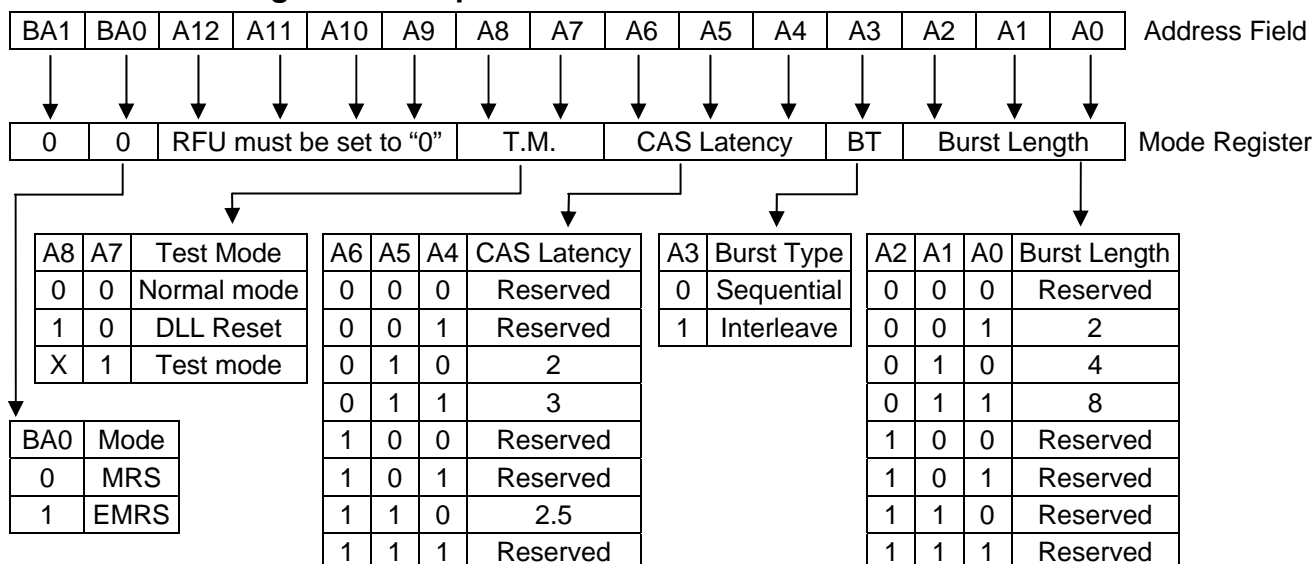 BA1 BA0 A12 A11 A10 A9 A8 A7 A6 A5 A4 A3 A2 A1 A0 Address Field
0 0 RFU must be set to “0” T.M. CAS Latency BT Burst Length Mode Register
A8 A7 Test Mode
0 0 Normal mode
1 0 DLL Reset
X 1 Test mode
BA0 Mode
0 MRS
1 EMRS
A6 A5 A4 CAS Latency
0 0 0 Reserved
0 0 1 Reserved
0 1 0 2
0 1 1 3
1 0 0 Reserved
1 0 1 Reserved
1 1 0 2.5
1 1 1 Reserved
A3 Burst Type
0 Sequential
1 Interleave
A2 A1 A0 Burst Length
0 0 0 Reserved
0 0 1 2
0 1 0 4
0 1 1 8
1 0 0 Reserved
1 0 1 Reserved
1 1 0 Reserved
1 1 1 Reserved